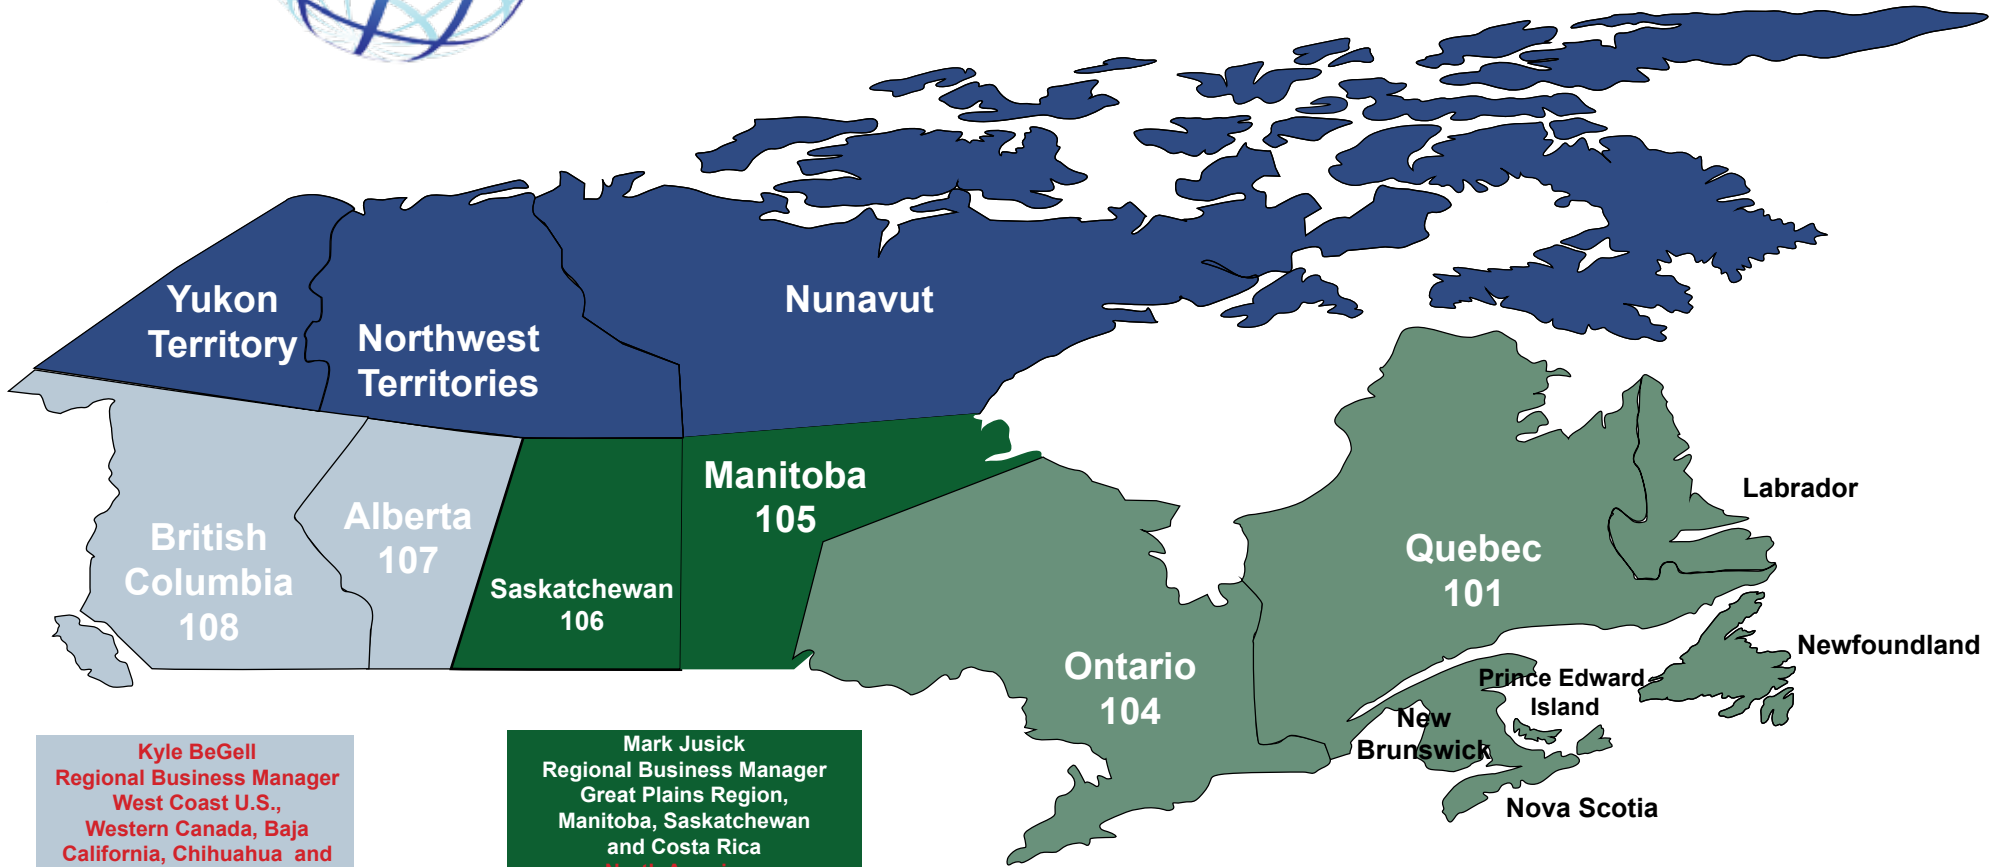 Yukon
Territory
Northwest
Territories
Nunavut
British
Columbia
108
Alberta
107
Saskatchewan
106
Manitoba
105
Ontario
104
Quebec
101
Labrador
Newfoundland
Prince Edward
Island
New
Brunswick
Nova Scotia
Kyle BeGell
Regional Business Manager
West Coast U.S.,
Western Canada, Baja
California, Chihuahua and
Mark Jusick
Regional Business Manager
Great Plains Region,
Manitoba, Saskatchewan
and Costa Rica